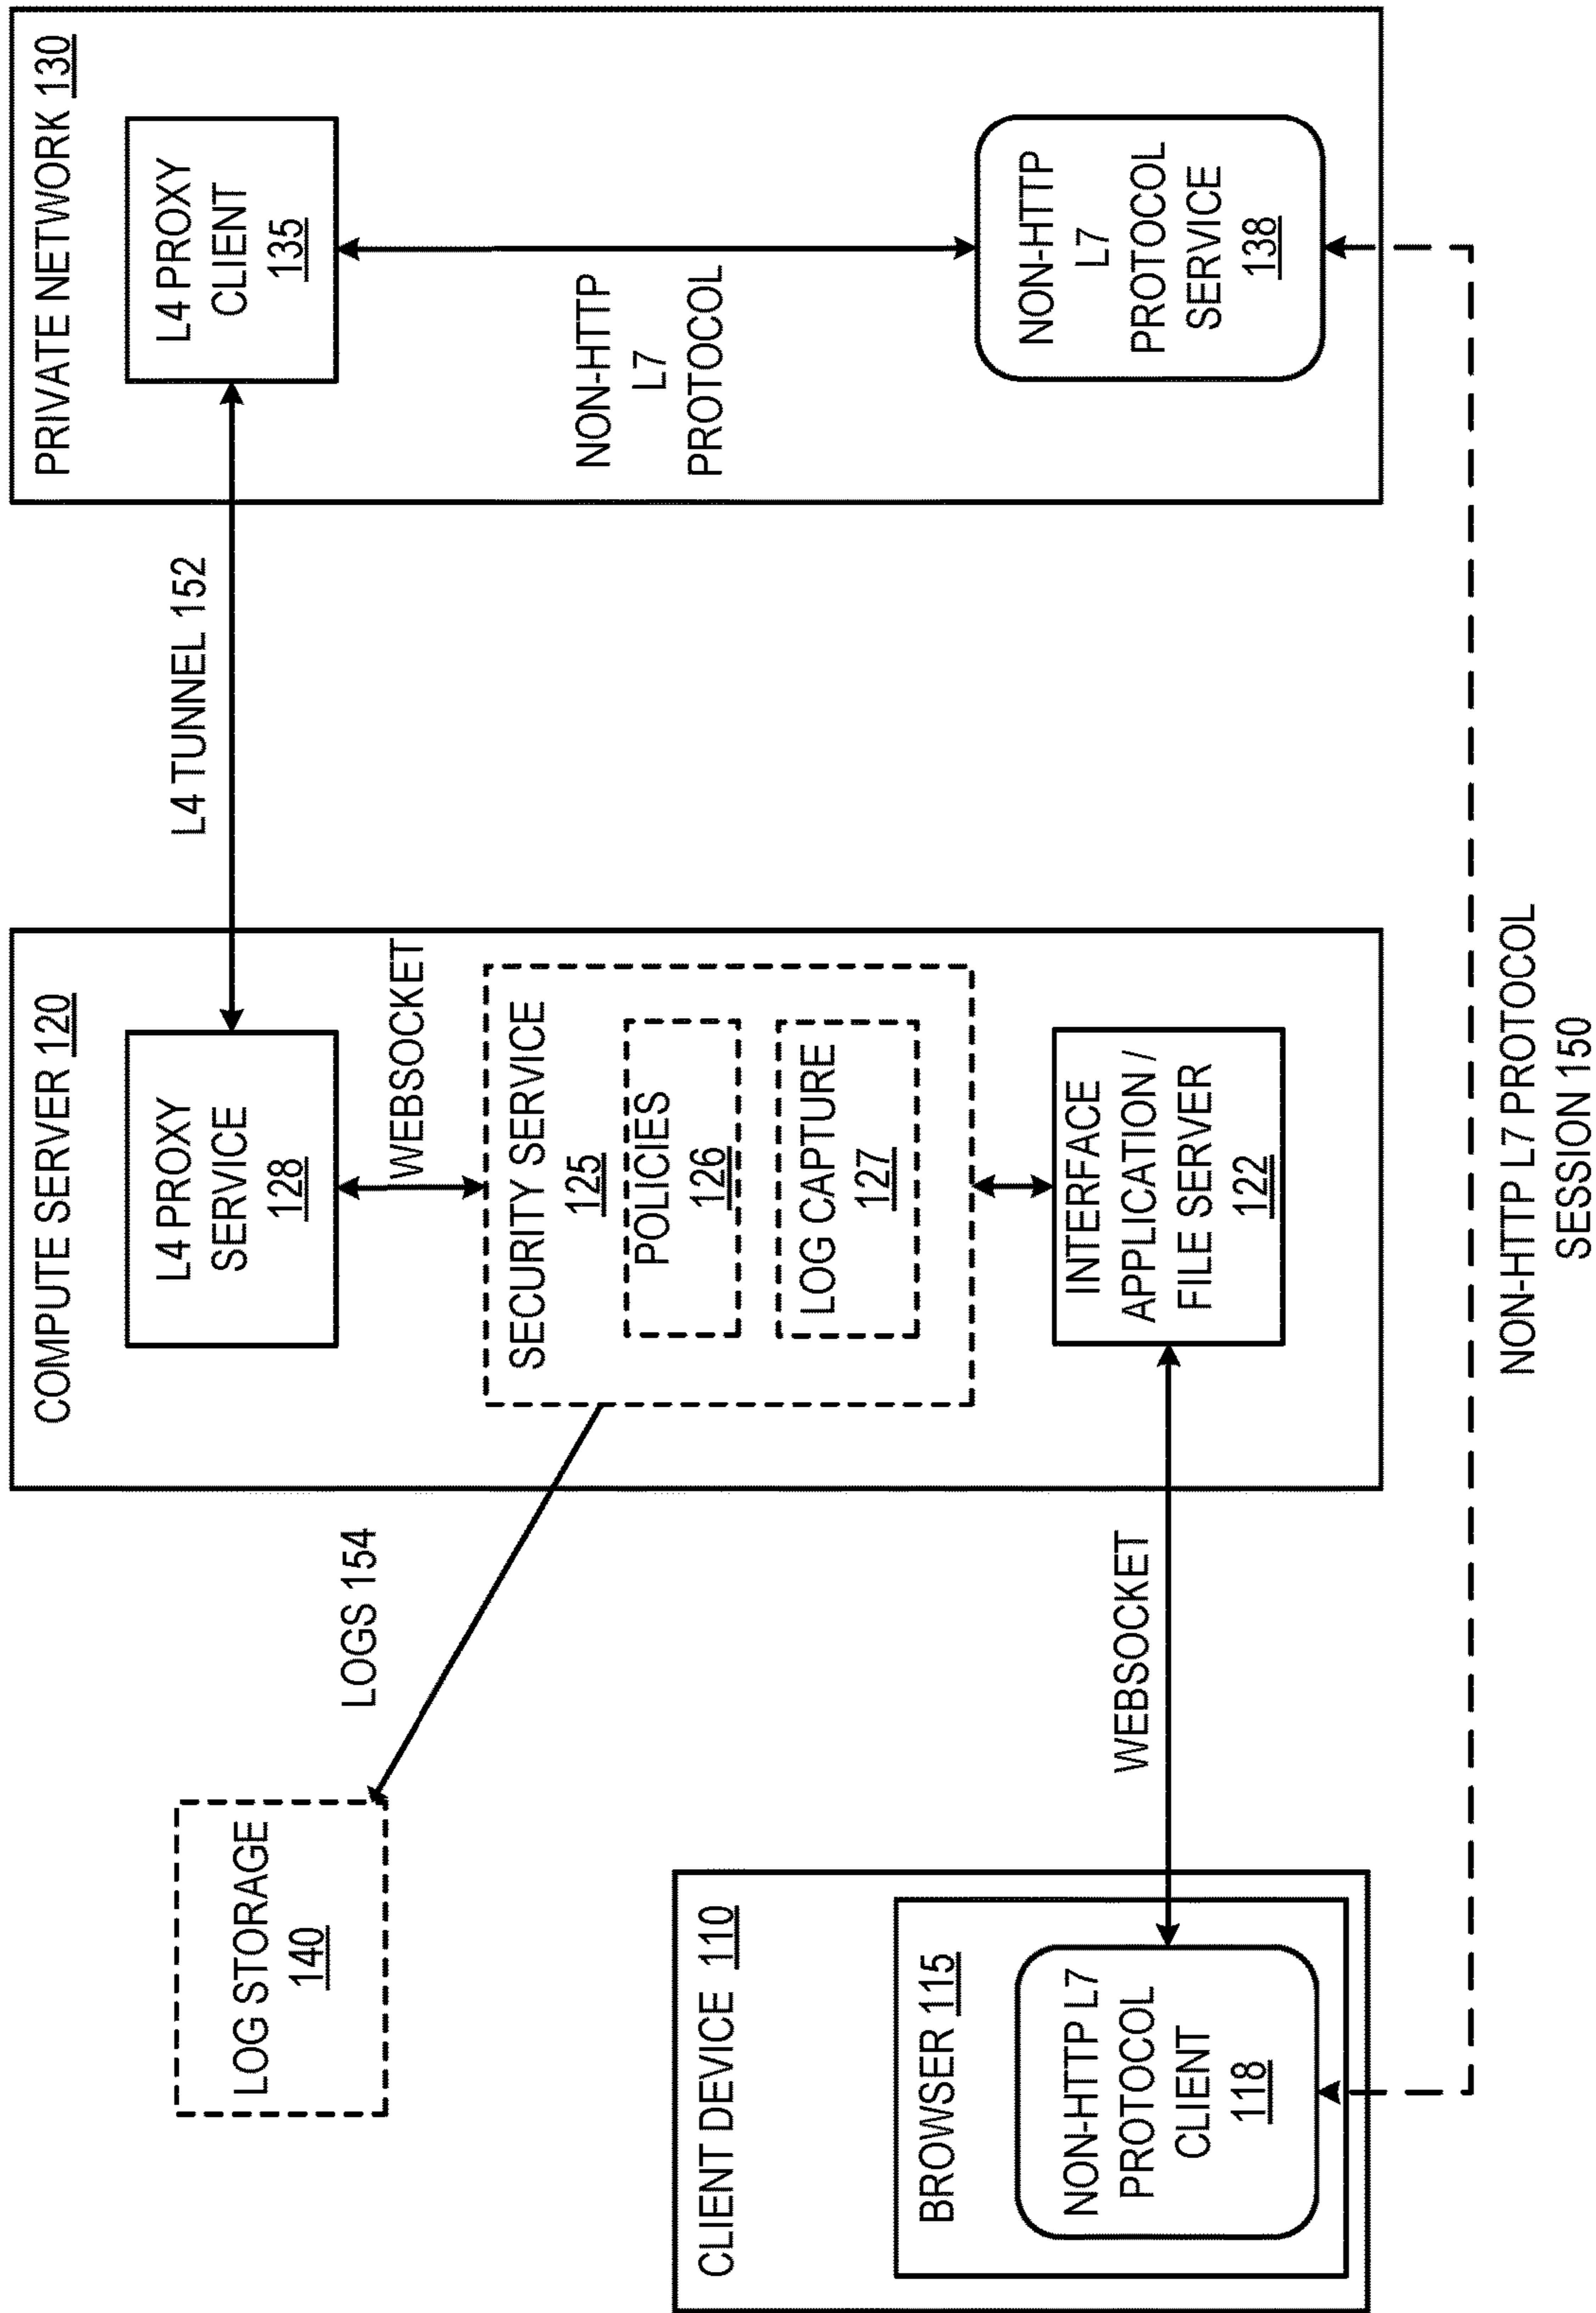 CLIENT DEVICE 110
BROWSER 115
NON-HTTP L7
PROTOCOL
CLIENT
118
LOG STORAGE
140
LOGS 154
WEBSOCKET
COMPUTE SERVER 120
L4 PROXY
SERVICE
128
WEBSOCKET
SECURITY SERVICE
125
POLICIES
126
LOG CAPTURE
127
INTERFACE
APPLICATION /
FILE SERVER
122
L4 TUNNEL 152
PRIVATE NETWORK 130
L4 PROXY
CLIENT
135
NON-HTTP
L7
PROTOCOL
NON-HTTP
L7
PROTOCOL
SERVICE
138
NON-HTTP L7 PROTOCOL
SESSION 150